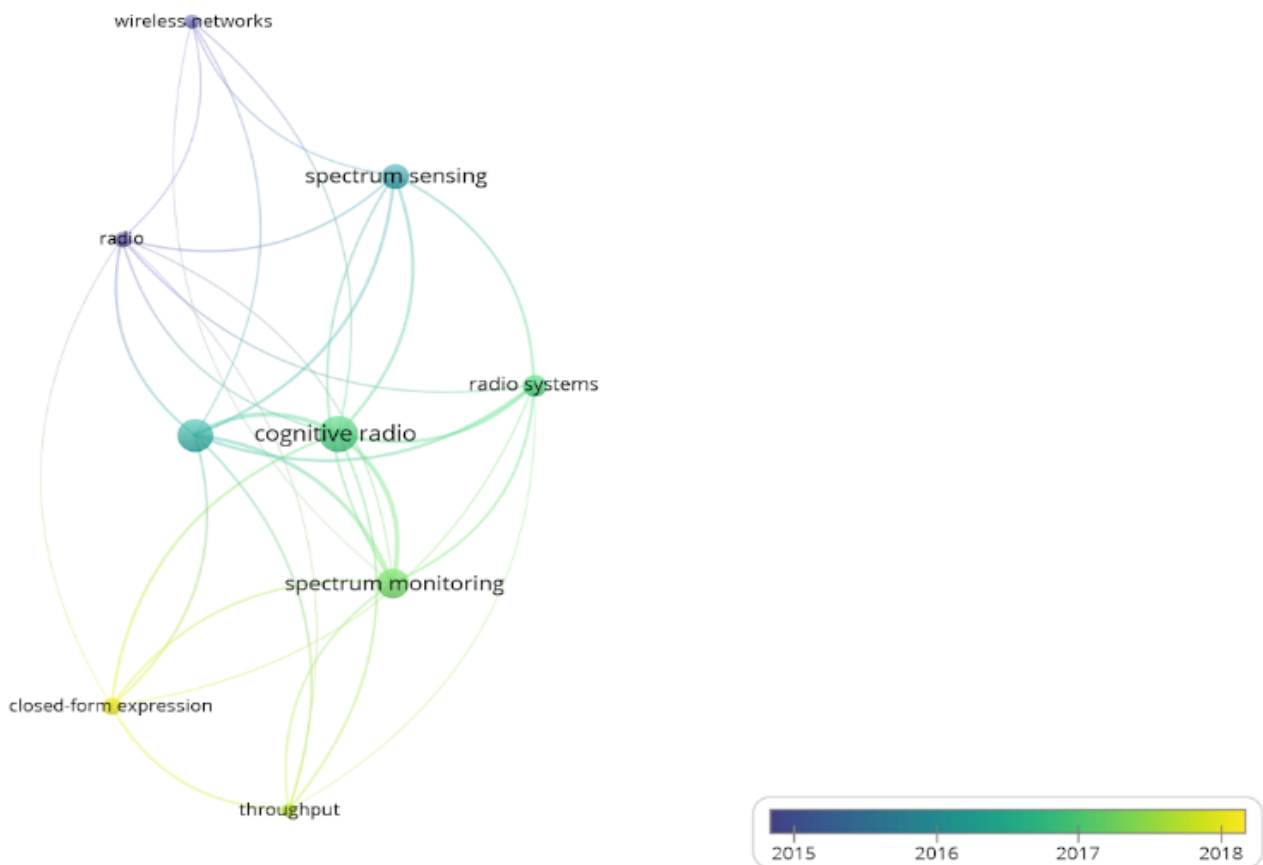 wireless networks
spectrum sensing
radio
radio systems
cognitive radio
spectrum monitoring
closed-form expression
throughput
2015 2016 2017 2018